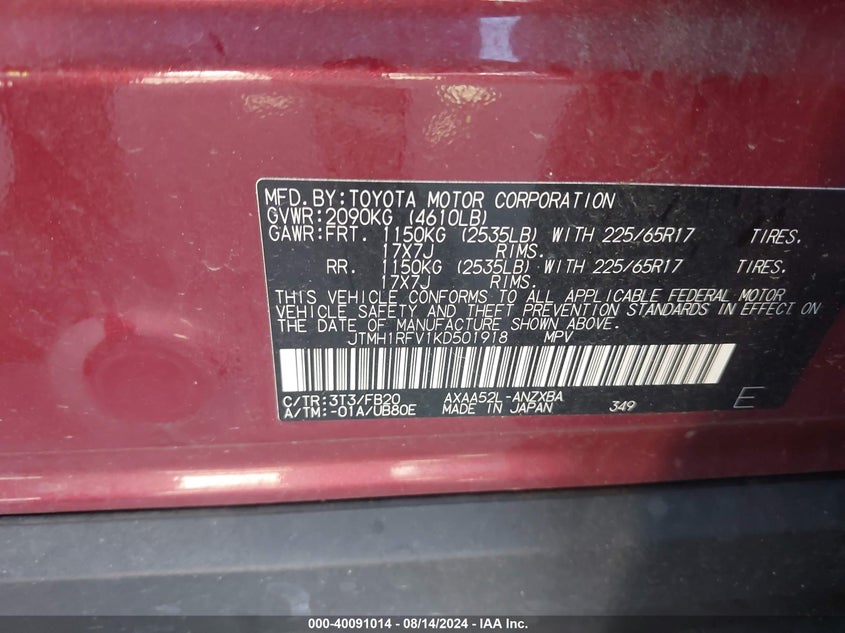 MFD. BY: TOYOTA MOTOR CORPORATION
GVWR: 2090KG (4610LB)
GAWR: FRT. 1150KG (2535LB) WITH 225/65R17 TIRES.
17X7J RIMS.
RR. 1150KG (2535LB) WITH 225/65R17 TIRES.
17X7J RIMS.
THIS VEHICLE CONFORMS TO ALL APPLICABLE FEDERAL MOTOR
VEHICLE SAFETY AND THEFT PREVENTION STANDARDS IN EFFECT ON
THE DATE OF MANUFACTURE SHOWN ABOVE.
JTMH1RFV1KD501918 MPV
C/TR: 3T3/FB20 AXAA52L-ANZXBA
A/TM: -01A/UB80E MADE IN JAPAN 349 E
000-40091014 - 08/14/2024 - IAA Inc.